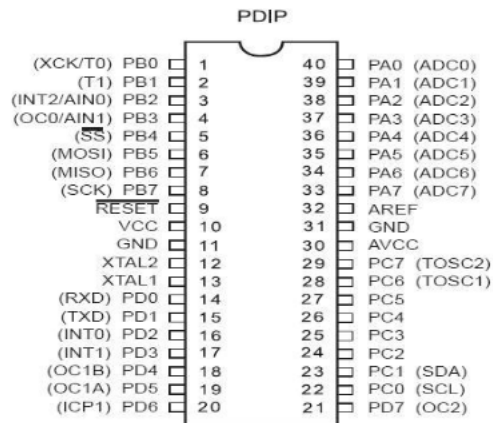 PDIP
(XCK/T0) PB0 1 40 PA0 (ADC0)
(T1) PB1 2 39 PA1 (ADC1)
(INT2/AIN0) PB2 3 38 PA2 (ADC2)
(OC0/AIN1) PB3 4 37 PA3 (ADC3)
(SS) PB4 5 36 PA4 (ADC4)
(MOSI) PB5 6 35 PA5 (ADC5)
(MISO) PB6 7 34 PA6 (ADC6)
(SCK) PB7 8 33 PA7 (ADC7)
RESET 9 32 AREF
VCC 10 31 GND
GND 11 30 AVCC
XTAL2 12 29 PC7 (TOSC2)
XTAL1 13 28 PC6 (TOSC1)
(RXD) PD0 14 27 PC5
(TXD) PD1 15 26 PC4
(INT0) PD2 16 25 PC3
(INT1) PD3 17 24 PC2
(OC1B) PD4 18 23 PC1 (SDA)
(OC1A) PD5 19 22 PC0 (SCL)
(ICP1) PD6 20 21 PD7 (OC2)